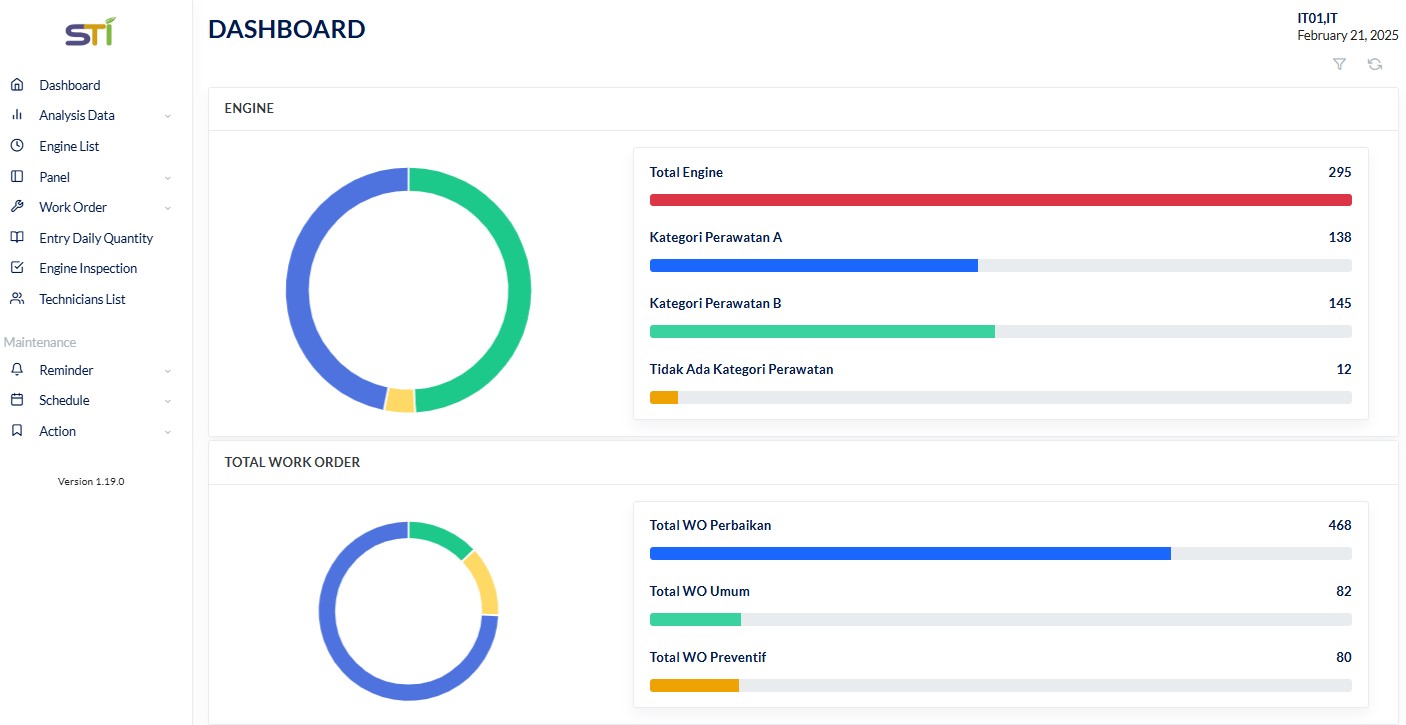 STI
DASHBOARD
IT01,IT
February 21, 2025
Dashboard
Analysis Data
Engine List
Panel
Work Order
Entry Daily Quantity
Engine Inspection
Technicians List
Maintenance
Reminder
Schedule
Action
Version 1.19.0
ENGINE
Total Engine 295
Kategori Perawatan A 138
Kategori Perawatan B 145
Tidak Ada Kategori Perawatan 12
TOTAL WORK ORDER
Total WO Perbaikan 468
Total WO Umum 82
Total WO Preventif 80